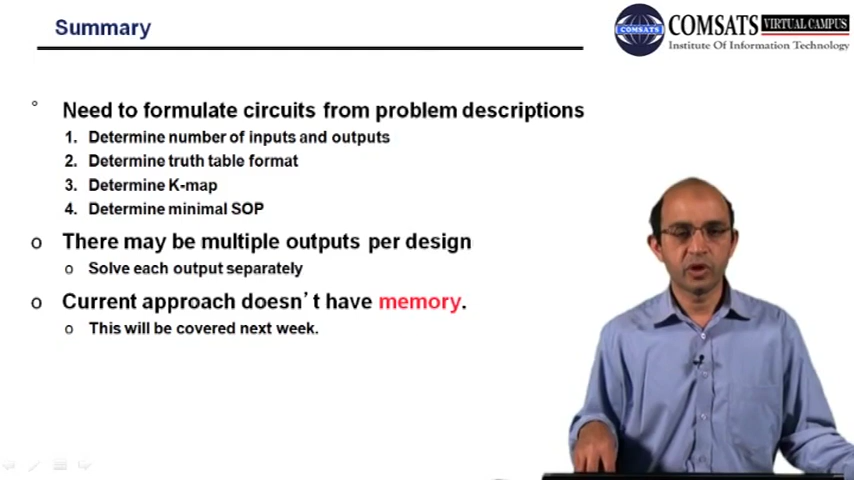 Summary
COMSATS
COMSATS VIRTUAL CAMPUS
Institute Of Information Technology
° Need to formulate circuits from problem descriptions
1. Determine number of inputs and outputs
2. Determine truth table format
3. Determine K-map
4. Determine minimal SOP
o There may be multiple outputs per design
o Solve each output separately
o Current approach doesn't have memory.
o This will be covered next week.